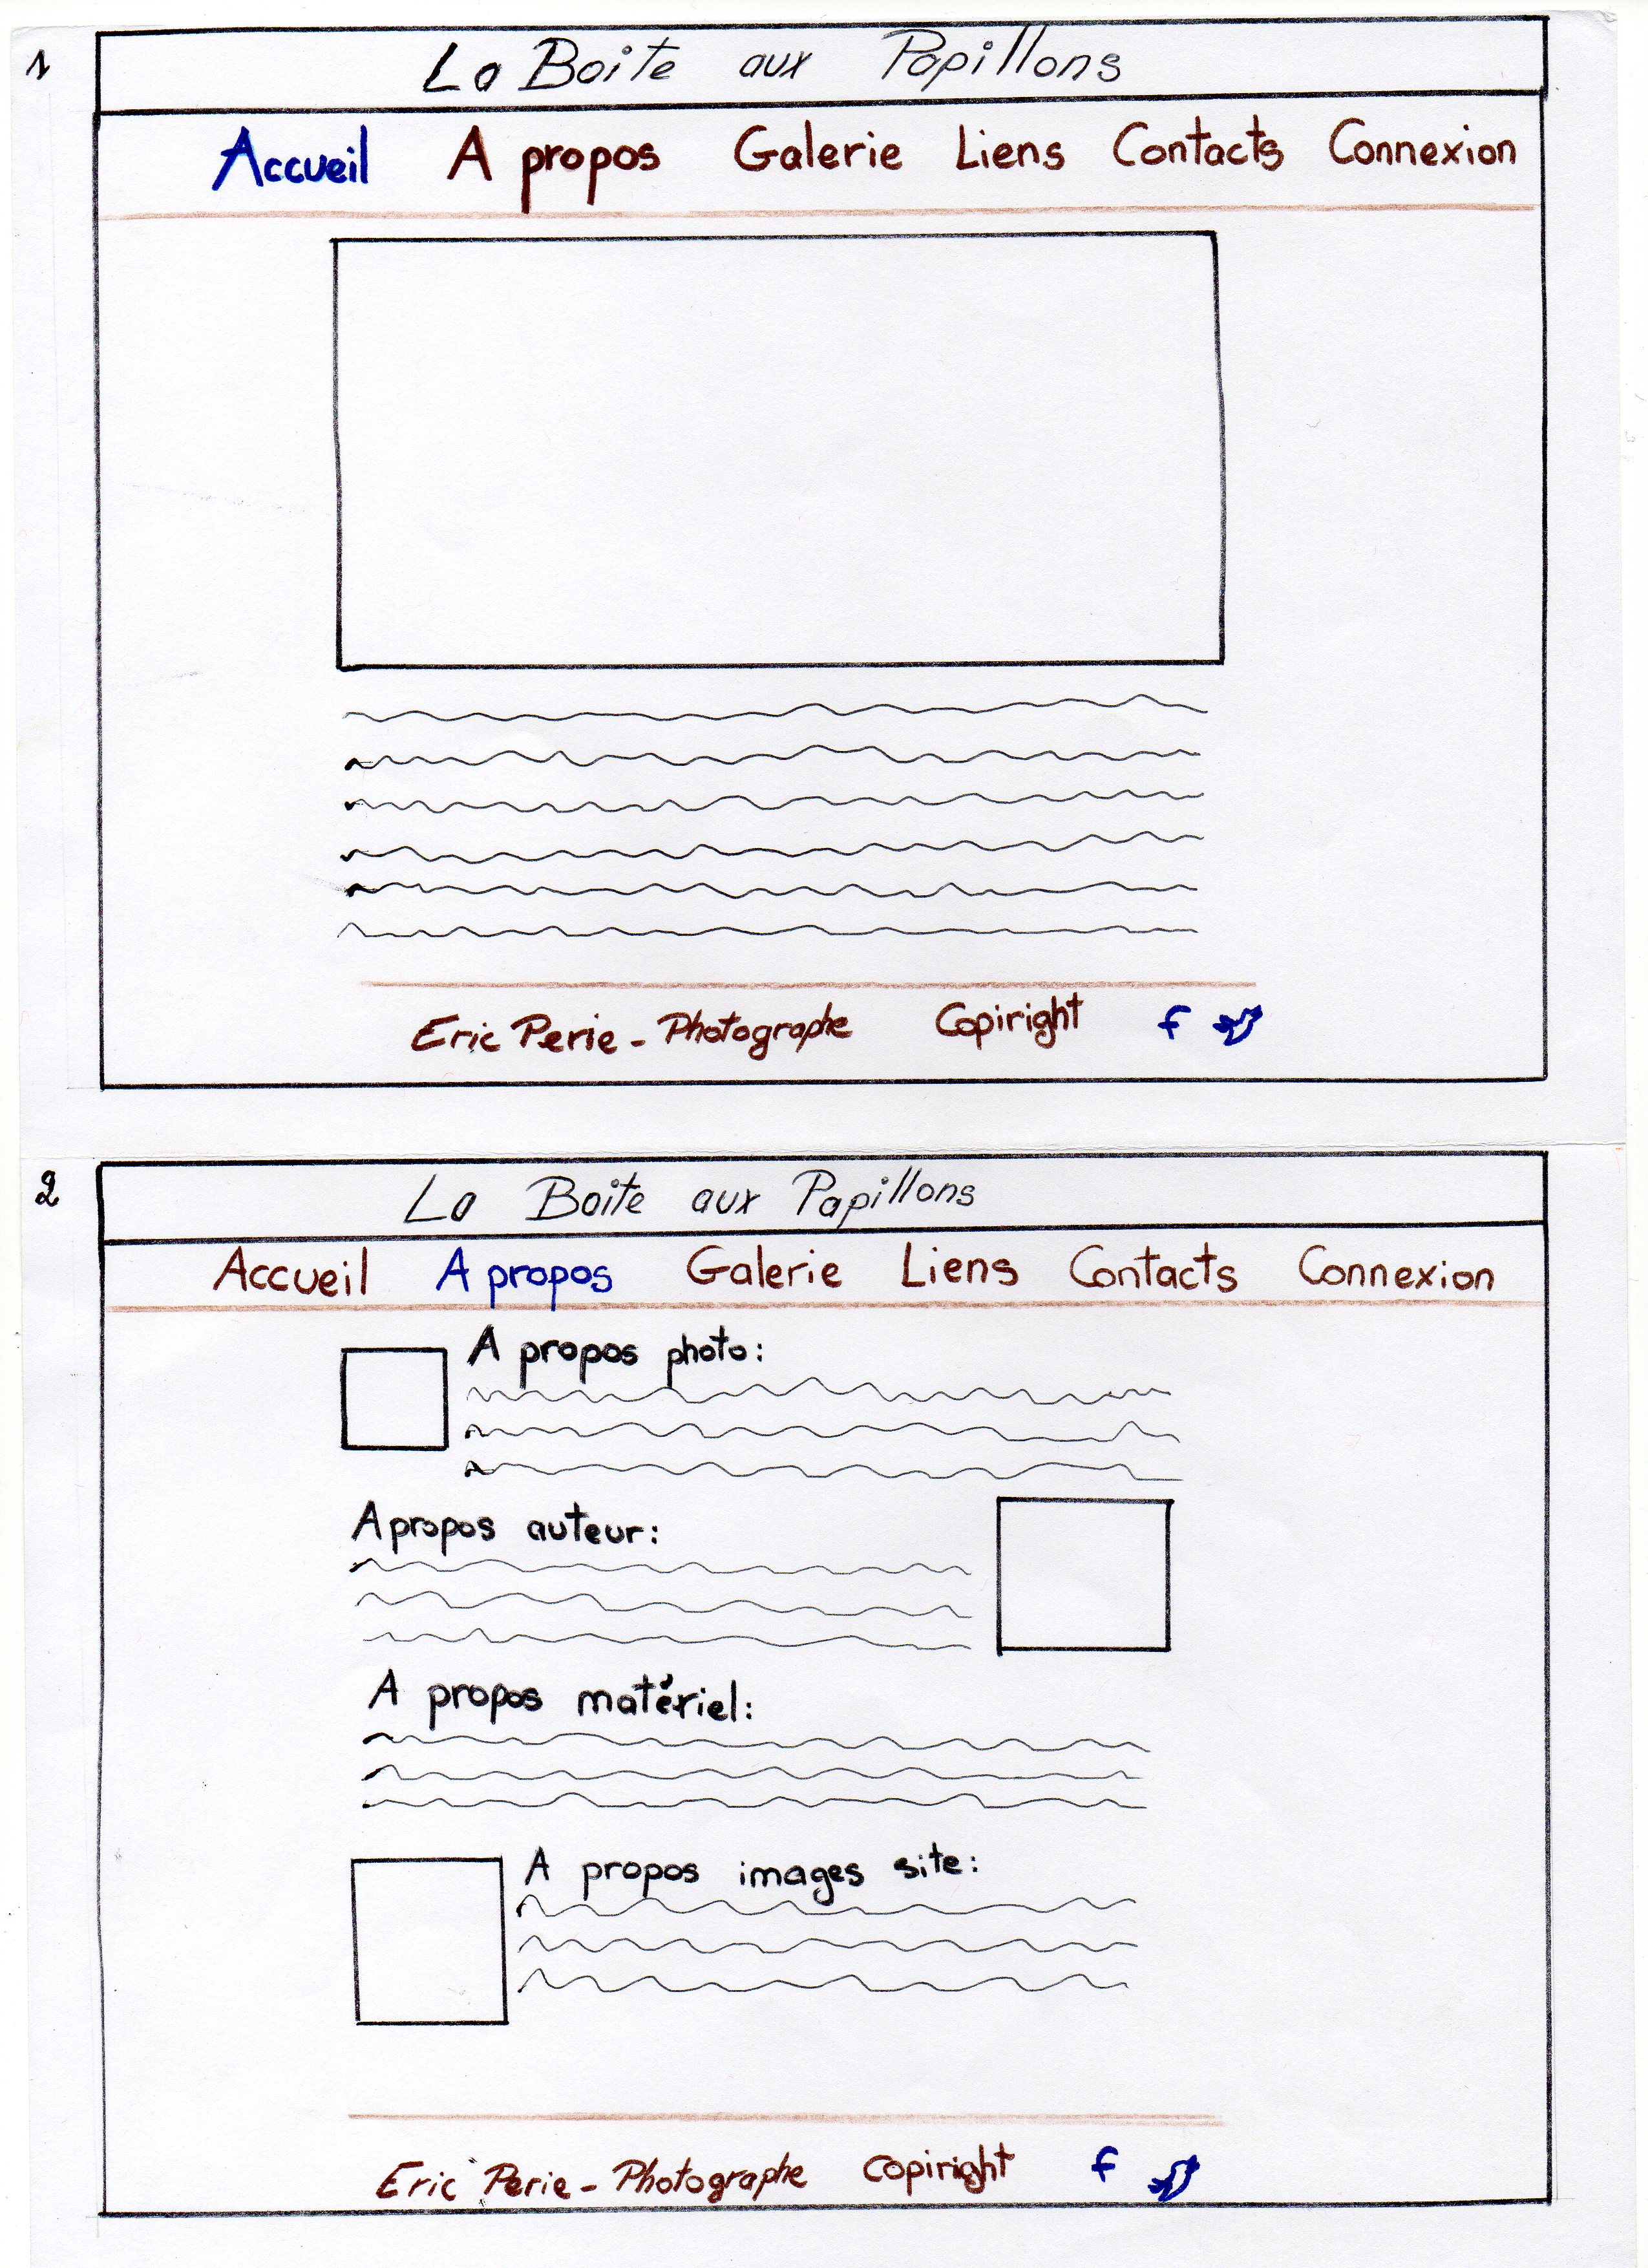 1
La Boite aux Papillons
Accueil A propos Galerie Liens Contacts Connexion
Eric Perie - Photographe Copiright f
2
La Boite aux Papillons
Accueil A propos Galerie Liens Contacts Connexion
A propos photo:
A propos auteur:
A propos matériel:
A propos images site:
Eric Perie - Photographe Copiright f